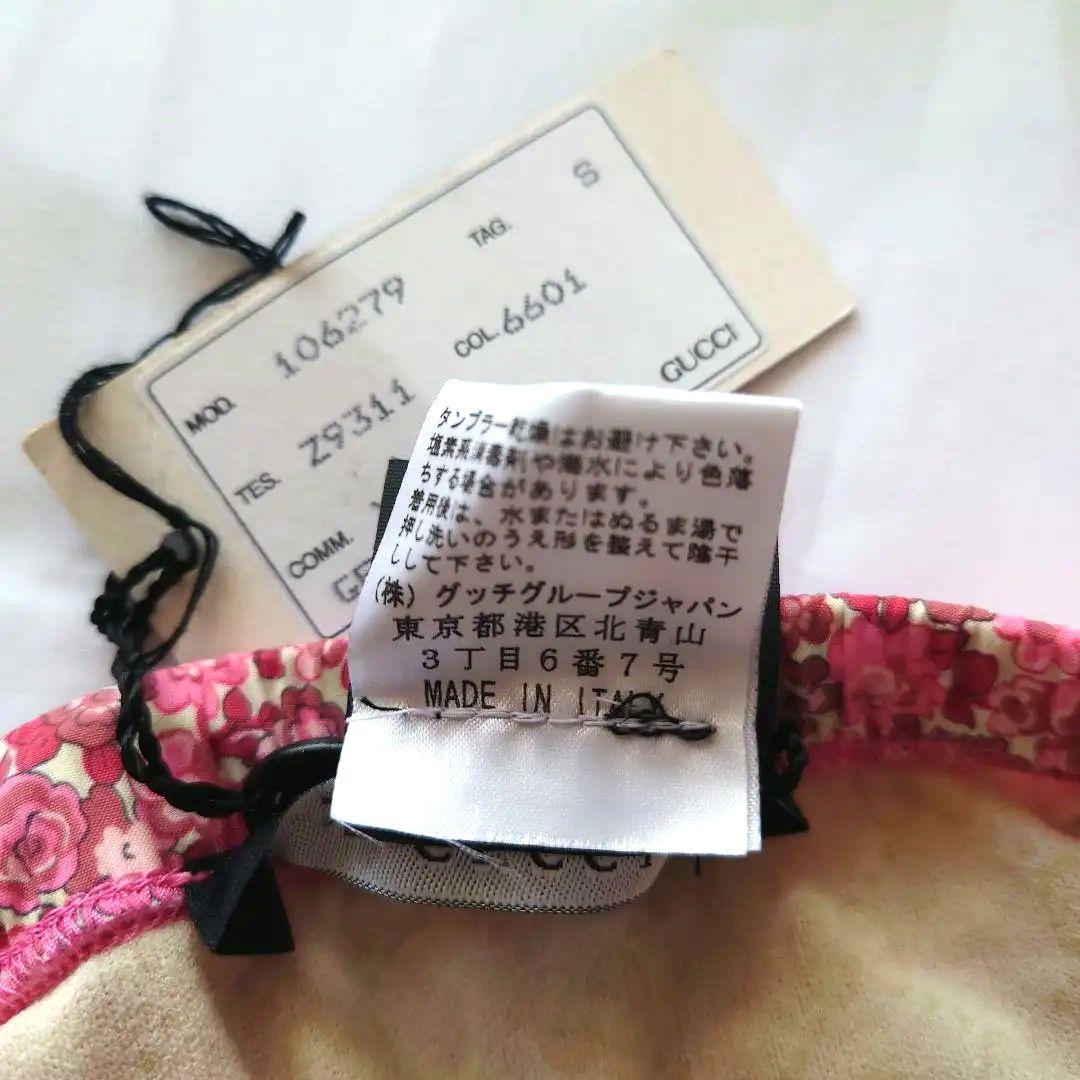 TAG. S
MOD. 106279
COL. 6601
TES. Z9311
GUCCI
COMM.
タンブラー乾燥はお避け下さい。
塩素系消毒剤や海水により色落
ちする場合があります。
着用後は、水またはぬるま湯で
押し洗いのうえ形を整えて陰干
しして下さい。
(株) グッチグループジャパン
東京都港区北青山
3丁目6番7号
MADE IN ITALY